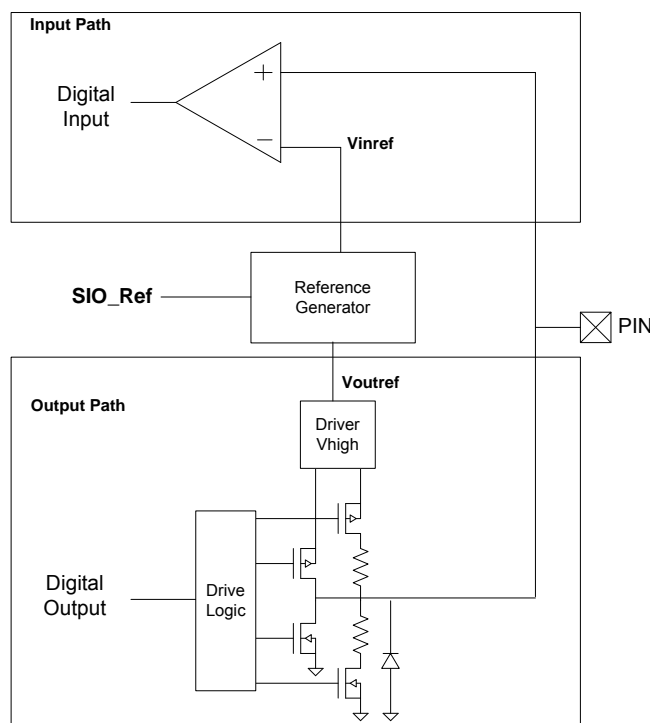 Input Path
+
Digital
Input
−
Vinref
Reference
Generator
SIO_Ref
PIN
Voutref
Output Path
Driver
Vhigh
Digital
Output
Drive
Logic